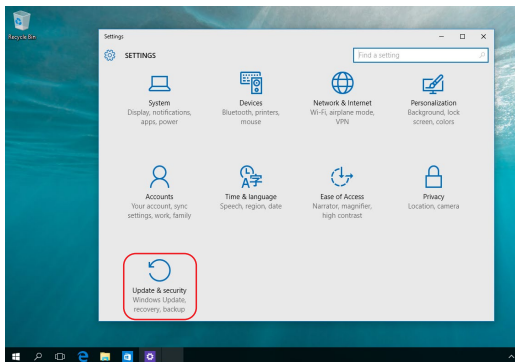 Recycle Bin
Settings
SETTINGS
Find a setting
System
Display, notifications,
apps, power
Devices
Bluetooth, printers,
mouse
Network & Internet
Wi-Fi, airplane mode,
VPN
Personalization
Background, lock
screen, colors
Accounts
Your account, sync
settings, work, family
A字
Time & language
Speech, region, date
Ease of Access
Narrator, magnifier,
high contrast
Privacy
Location, camera
Update & security
Windows Update,
recovery, backup